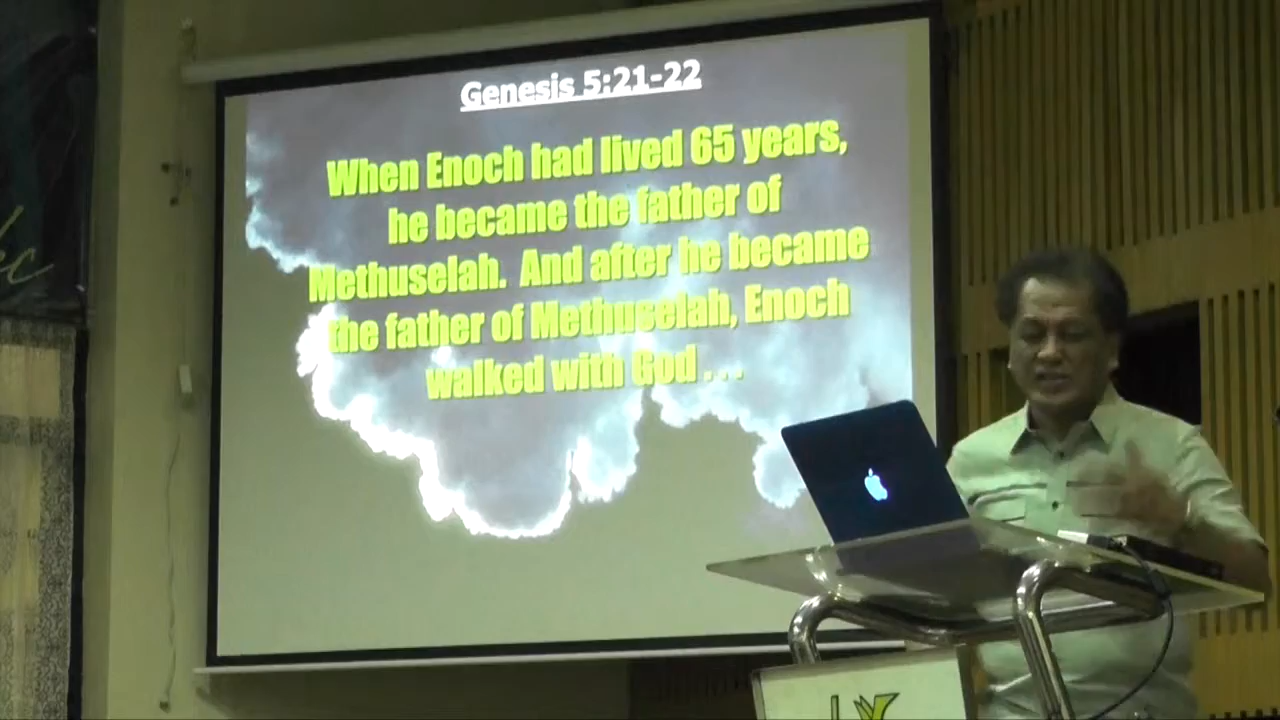 Genesis 5:21-22
When Enoch had lived 65 years,
he became the father of
Methuselah. And after he became
the father of Methuselah, Enoch
walked with God . . .